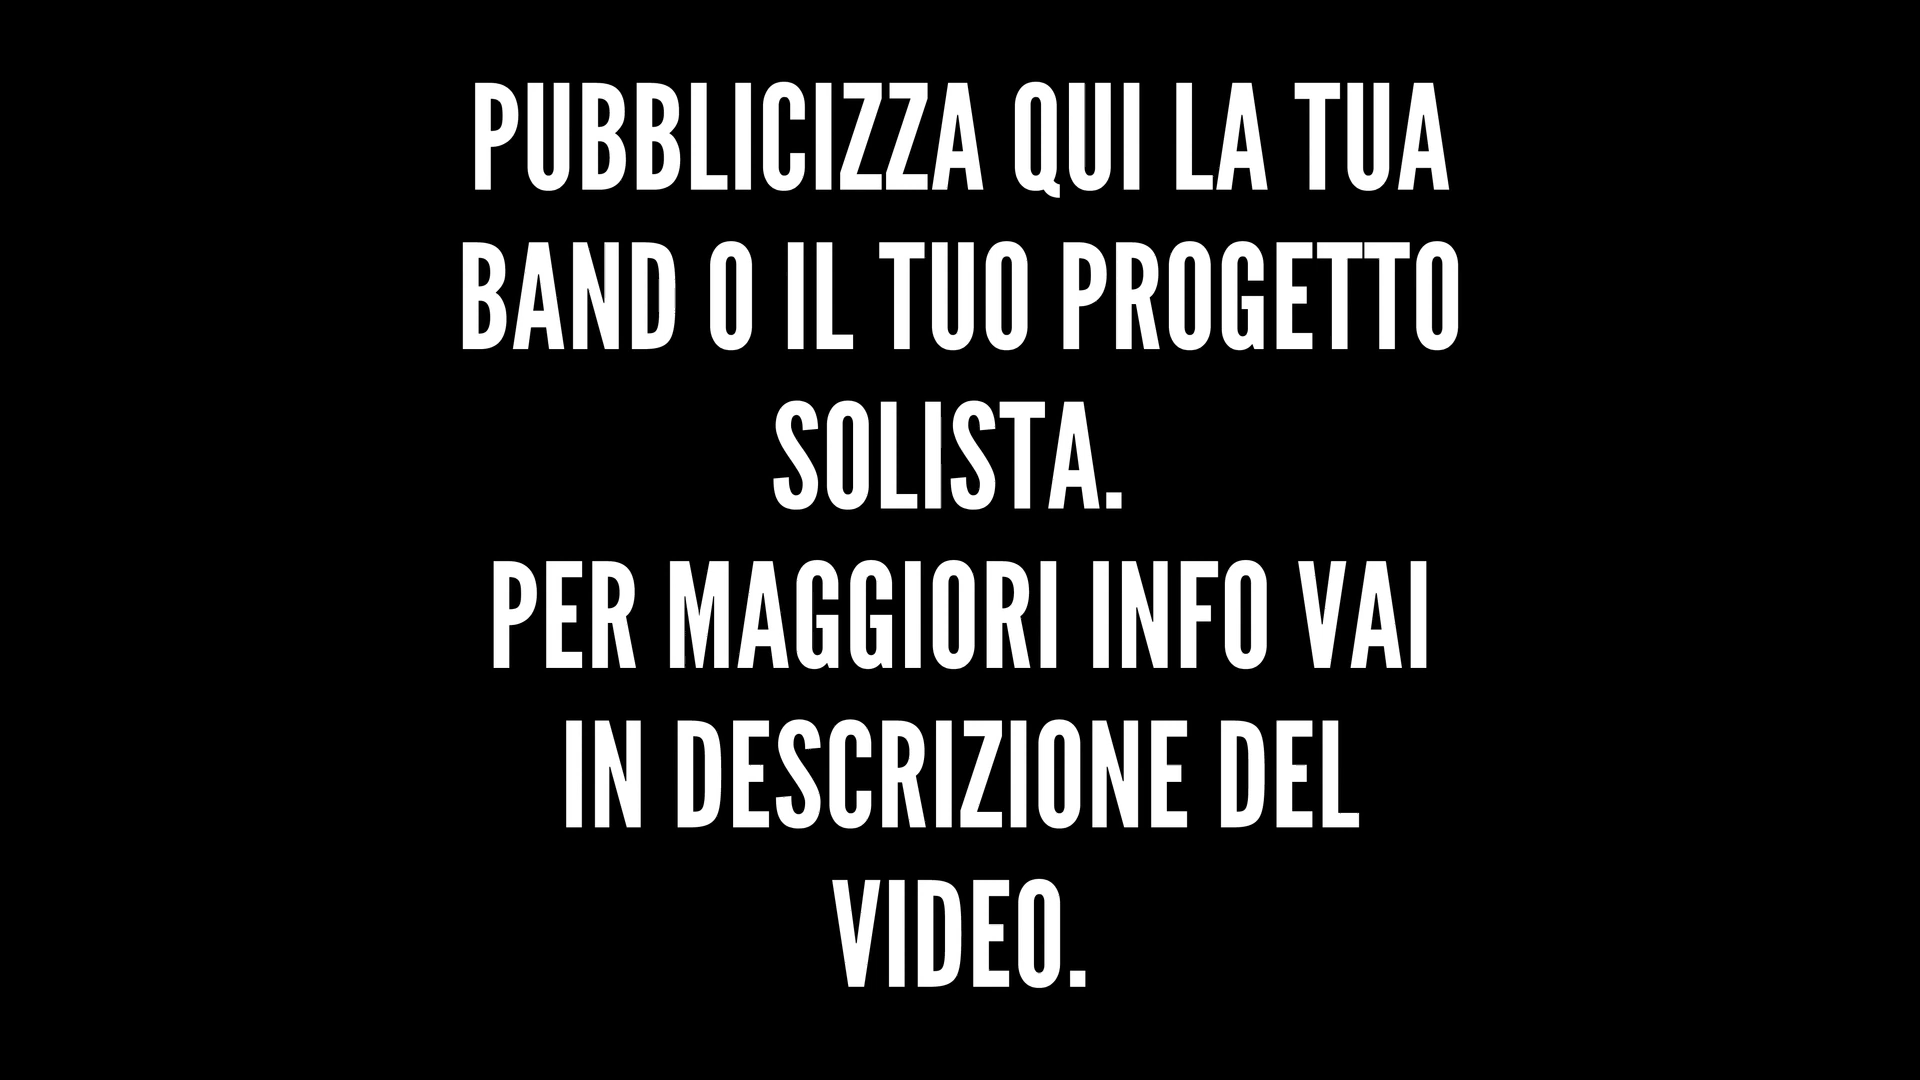 PUBBLICIZZA QUI LA TUA
BAND O IL TUO PROGETTO
SOLISTA.
PER MAGGIORI INFO VAI
IN DESCRIZIONE DEL
VIDEO.